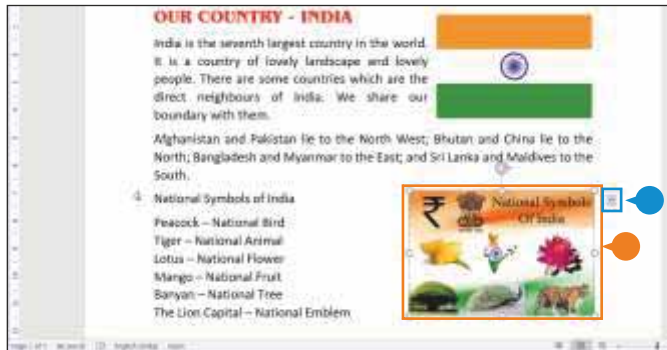 OUR COUNTRY - INDIA
India is the seventh largest country in the world.
It is a country of lovely landscape and lovely
people. There are some countries which are the
direct neighbours of India. We share our
boundary with them.
Afghanistan and Pakistan lie to the North West; Bhutan and China lie to the
North; Bangladesh and Myanmar to the East; and Sri Lanka and Maldives to the
South.
National Symbols of India
Peacock – National Bird
Tiger – National Animal
Lotus – National Flower
Mango – National Fruit
Banyan – National Tree
The Lion Capital – National Emblem
₹
National Symbols
Of India